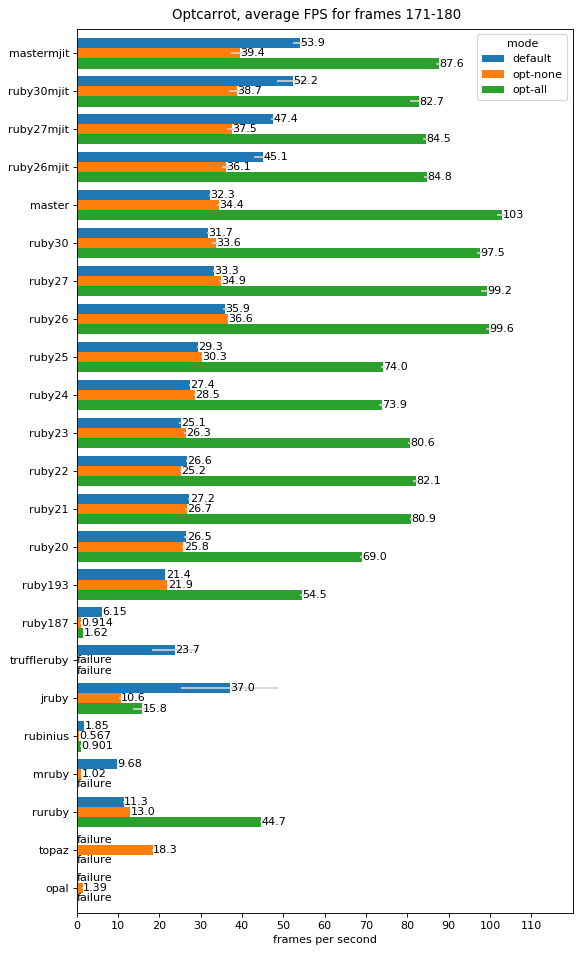 Optcarrot, average FPS for frames 171-180
mode
default
opt-none
opt-all
mastermjit
53.9
39.4
87.6
ruby30mjit
52.2
38.7
82.7
ruby27mjit
47.4
37.5
84.5
ruby26mjit
45.1
36.1
84.8
master
32.3
34.4
103
ruby30
31.7
33.6
97.5
ruby27
33.3
34.9
99.2
ruby26
35.9
36.6
99.6
ruby25
29.3
30.3
74.0
ruby24
27.4
28.5
73.9
ruby23
25.1
26.3
80.6
ruby22
26.6
25.2
82.1
ruby21
27.2
26.7
80.9
ruby20
26.5
25.8
69.0
ruby193
21.4
21.9
54.5
ruby187
6.15
0.914
1.62
truffleruby
23.7
failure
failure
jruby
37.0
10.6
15.8
rubinius
1.85
0.567
0.901
mruby
9.68
1.02
failure
ruruby
11.3
13.0
44.7
topaz
failure
18.3
failure
opal
failure
1.39
failure
0 10 20 30 40 50 60 70 80 90 100 110
frames per second